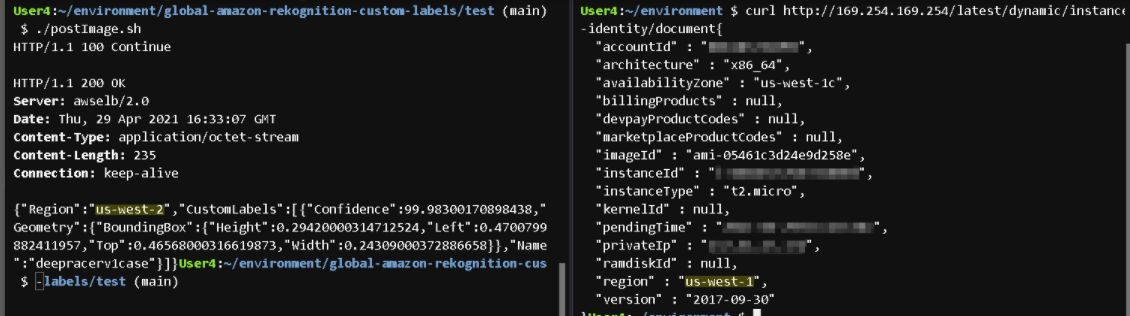 User4:~/environment/global-amazon-rekognition-custom-labels/test (main)
$ ./postImage.sh
HTTP/1.1 100 Continue
HTTP/1.1 200 OK
Server: awselb/2.0
Date: Thu, 29 Apr 2021 16:33:07 GMT
Content-Type: application/octet-stream
Content-Length: 235
Connection: keep-alive
{"Region":"us-west-2","CustomLabels":[{"Confidence":99.98300170898438,"
Geometry":{"BoundingBox":{"Height":0.29420000314712524,"Left":0.4700799
882411957,"Top":0.46568000316619873,"Width":0.24309000372886658}},"Name
":"deepracerv1case"}]}User4:~/environment/global-amazon-rekognition-cus
$ -labels/test (main)
User4:~/environment $ curl http://169.254.169.254/latest/dynamic/instance
-identity/document{
"accountId" : "
",
"architecture" : "x86_64",
"availabilityZone" : "us-west-1c",
"billingProducts" : null,
"devpayProductCodes" : null,
"marketplaceProductCodes" : null,
"imageId" : "ami-05461c3d24e9d258e",
"instanceId" : "
",
"instanceType" : "t2.micro",
"kernelId" : null,
"pendingTime" : "
",
"privateIp" : "
",
"ramdiskId" : null,
"region" : "us-west-1",
"version" : "2017-09-30"
}User4:~/environment $